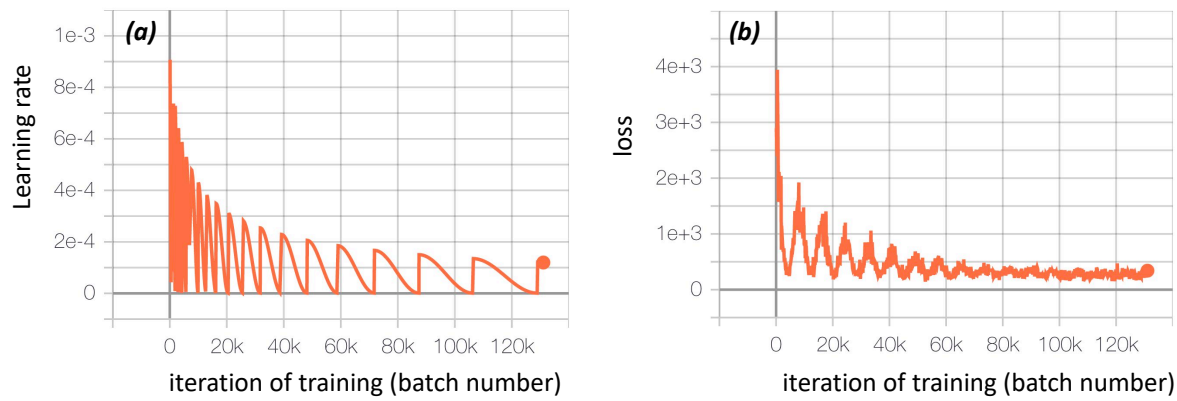 (a)
Learning rate
1e-3
8e-4
6e-4
4e-4
2e-4
0
0 20k 40k 60k 80k 100k 120k
iteration of training (batch number)
(b)
loss
4e+3
3e+3
2e+3
1e+3
0
0 20k 40k 60k 80k 100k 120k
iteration of training (batch number)